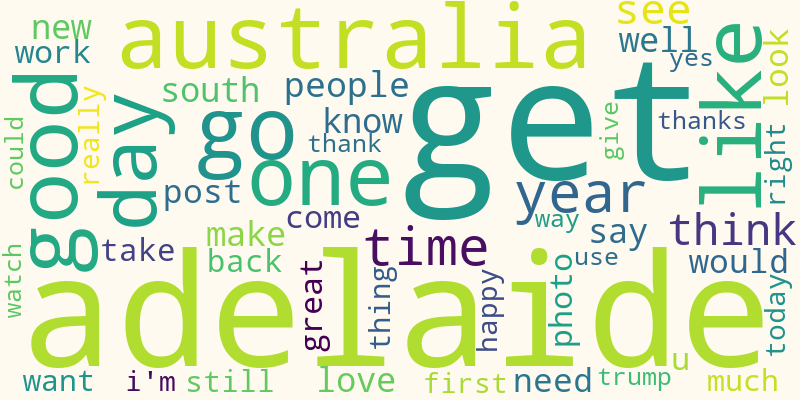 new
australia
see
work
well
yes
look
good
day
south
people
go
know
get
like
could
really
thank
give
thanks
right
one
post
year
come
way
say
think
take
make
back
time
use
would
watch
adelaide
great
thing
happy
photo
today
want
i'm
still
love
first
need
trump
u
much